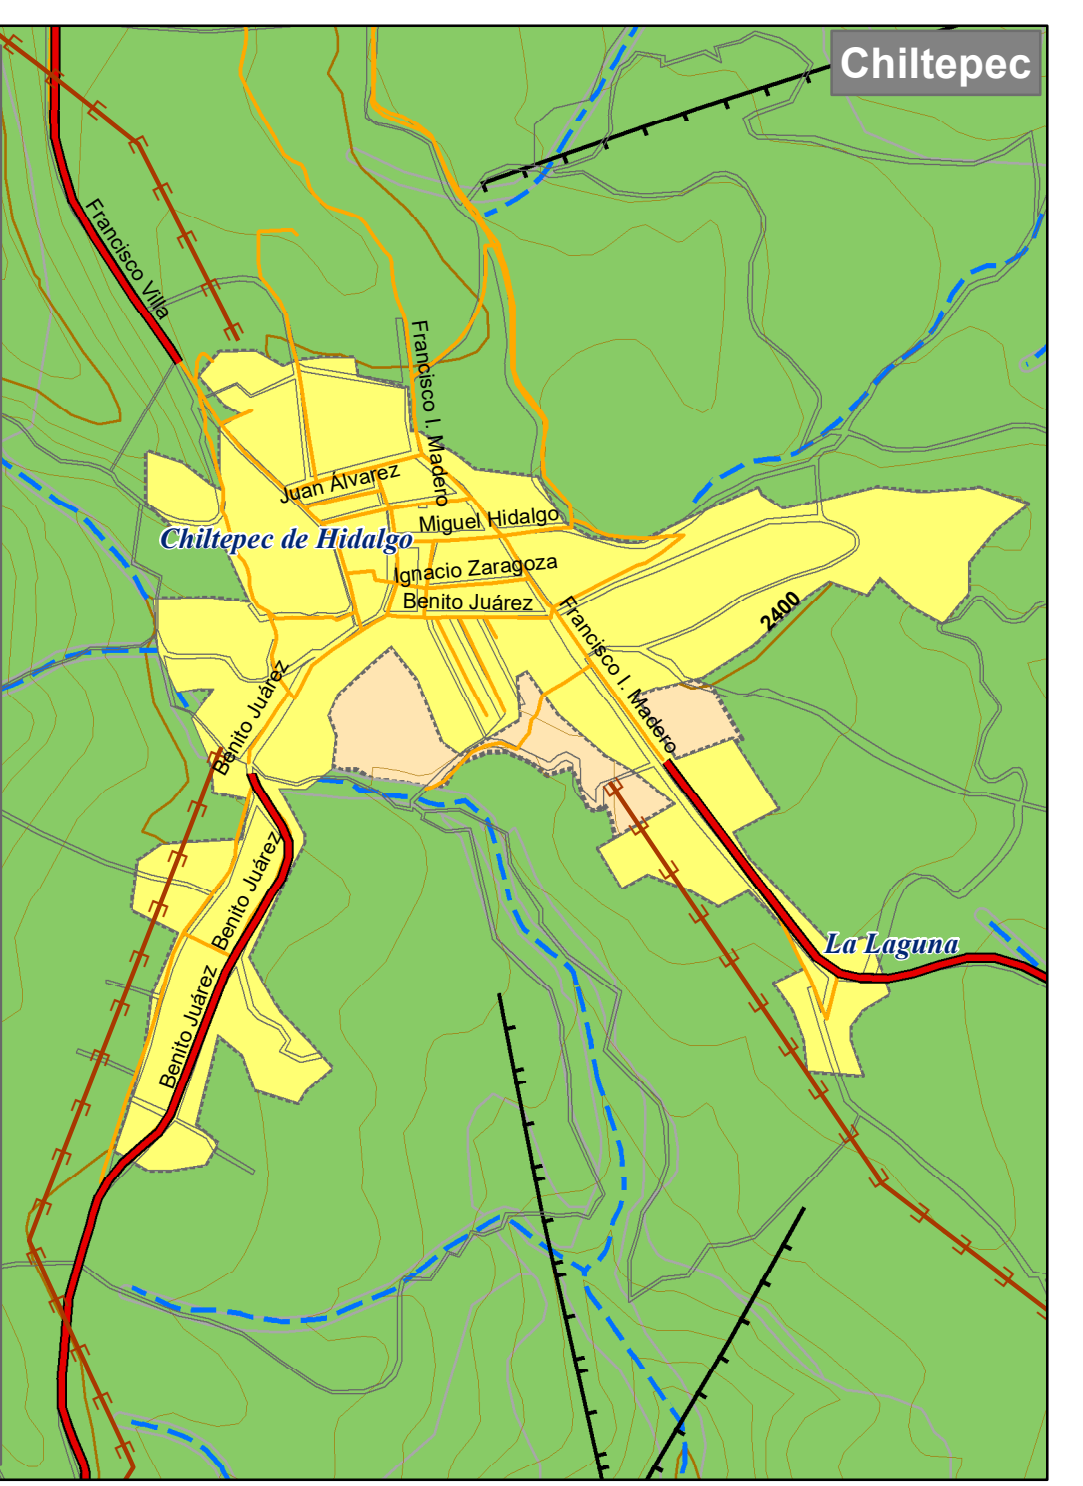 Chiltepec
Francisco Villa
Francisco I. Madero
Juan Álvarez
Miguel Hidalgo
Chiltepec de Hidalgo
Ignacio Zaragoza
Benito Juárez
Francisco I. Madero
2400
Benito Juárez
Benito Juárez
La Laguna
Benito Juárez